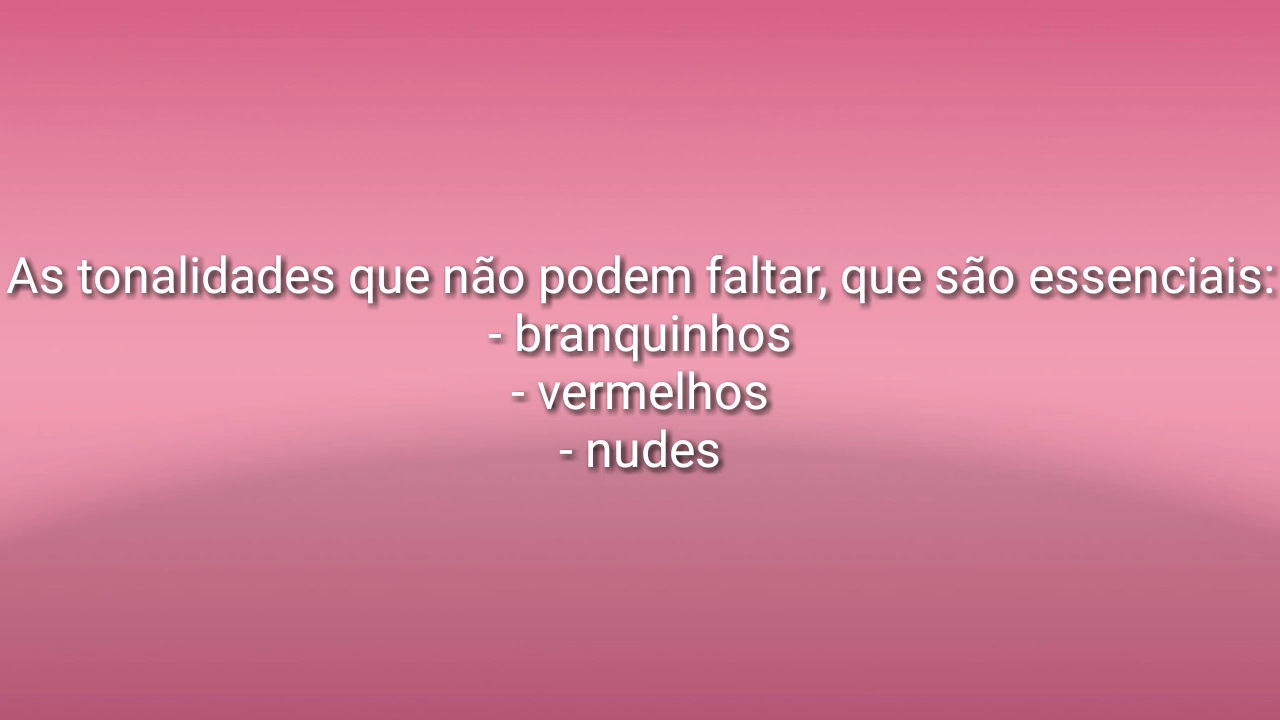 As tonalidades que não podem faltar, que são essenciais:
- branquinhos
- vermelhos
- nudes